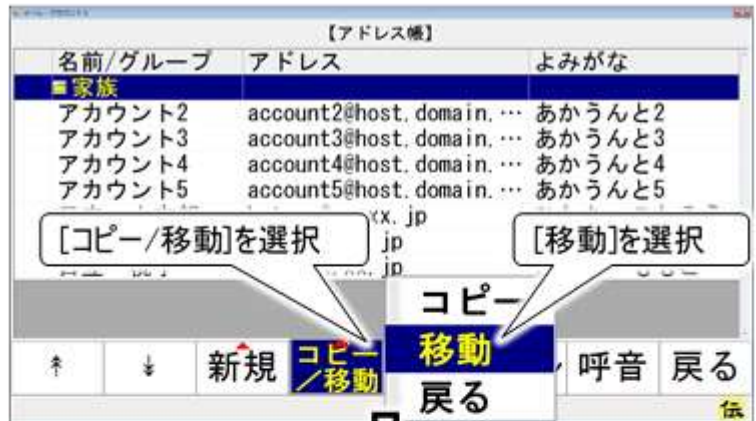 【アドレス帳】
名前/グループ アドレス よみがな
家族
アカウント2 account2@host.domain.… あかうんと2
アカウント3 account3@host.domain.… あかうんと3
アカウント4 account4@host.domain.… あかうんと4
アカウント5 account5@host.domain.… あかうんと5
xx.jp
[コピー/移動]を選択 jp [移動]を選択
jp
コピー
移動
戻る
新規 コピー／移動 呼音 戻る
伝